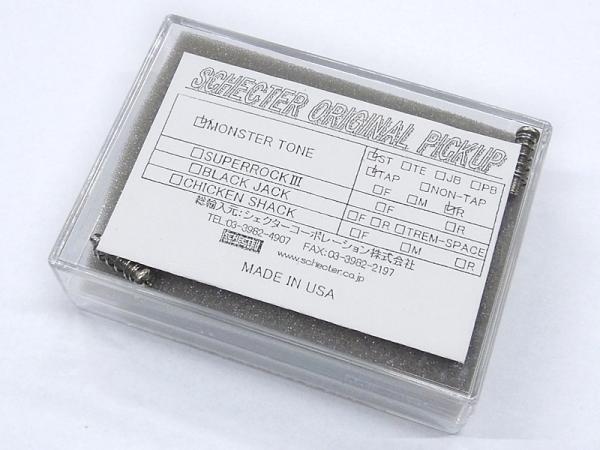 SCHECTER ORIGINAL PICKUP
☑MONSTER TONE ☑ST □TE □JB □PB
☑TAP □NON-TAP
□F □M ☑R
□SUPERROCKⅢ □F □R
□BLACK JACK □F □R □TREM-SPACE
□CHICKEN SHACK □F □M □R
総輸入元:シェクターコーポレーション株式会社
TEL.03-3982-4907 FAX:03-3982-2197
SCHECTER www.schecter.co.jp
MADE IN USA